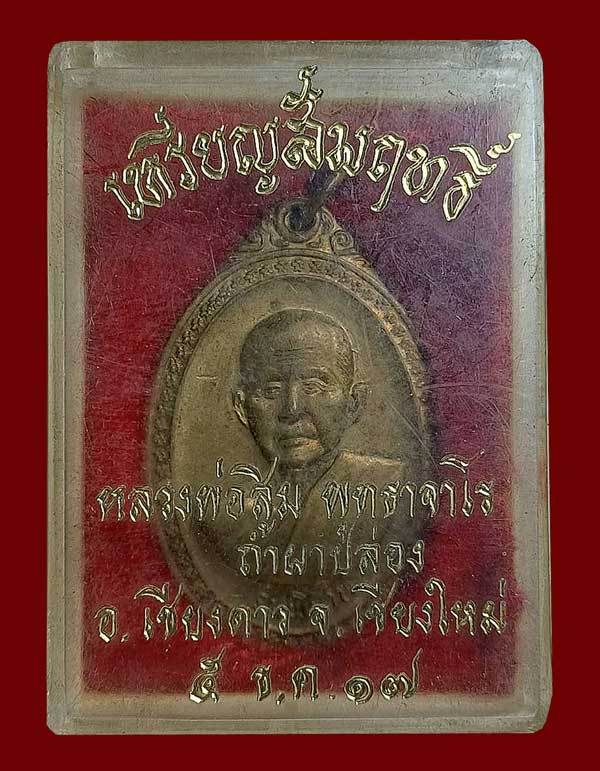 เหรียญสัมฤทธิ์
หลวงพ่อสิม พุทธาจาโร
ถ้ำผาปล่อง
อ. เชียงดาว จ. เชียงใหม่
๕ ธ.ค. ๑๗